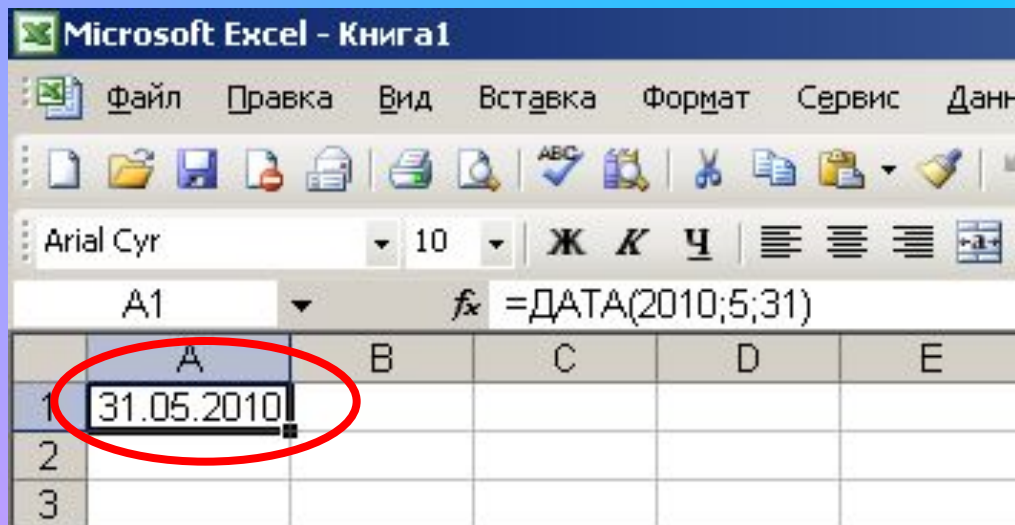 Microsoft Excel - Книга1
Файл Правка Вид Вставка Формат Сервис Данн
ABC
Arial Cyr 10 Ж К Ч a
A1 fx =ДАТА(2010;5;31)
A B C D E
1 31.05.2010
2
3